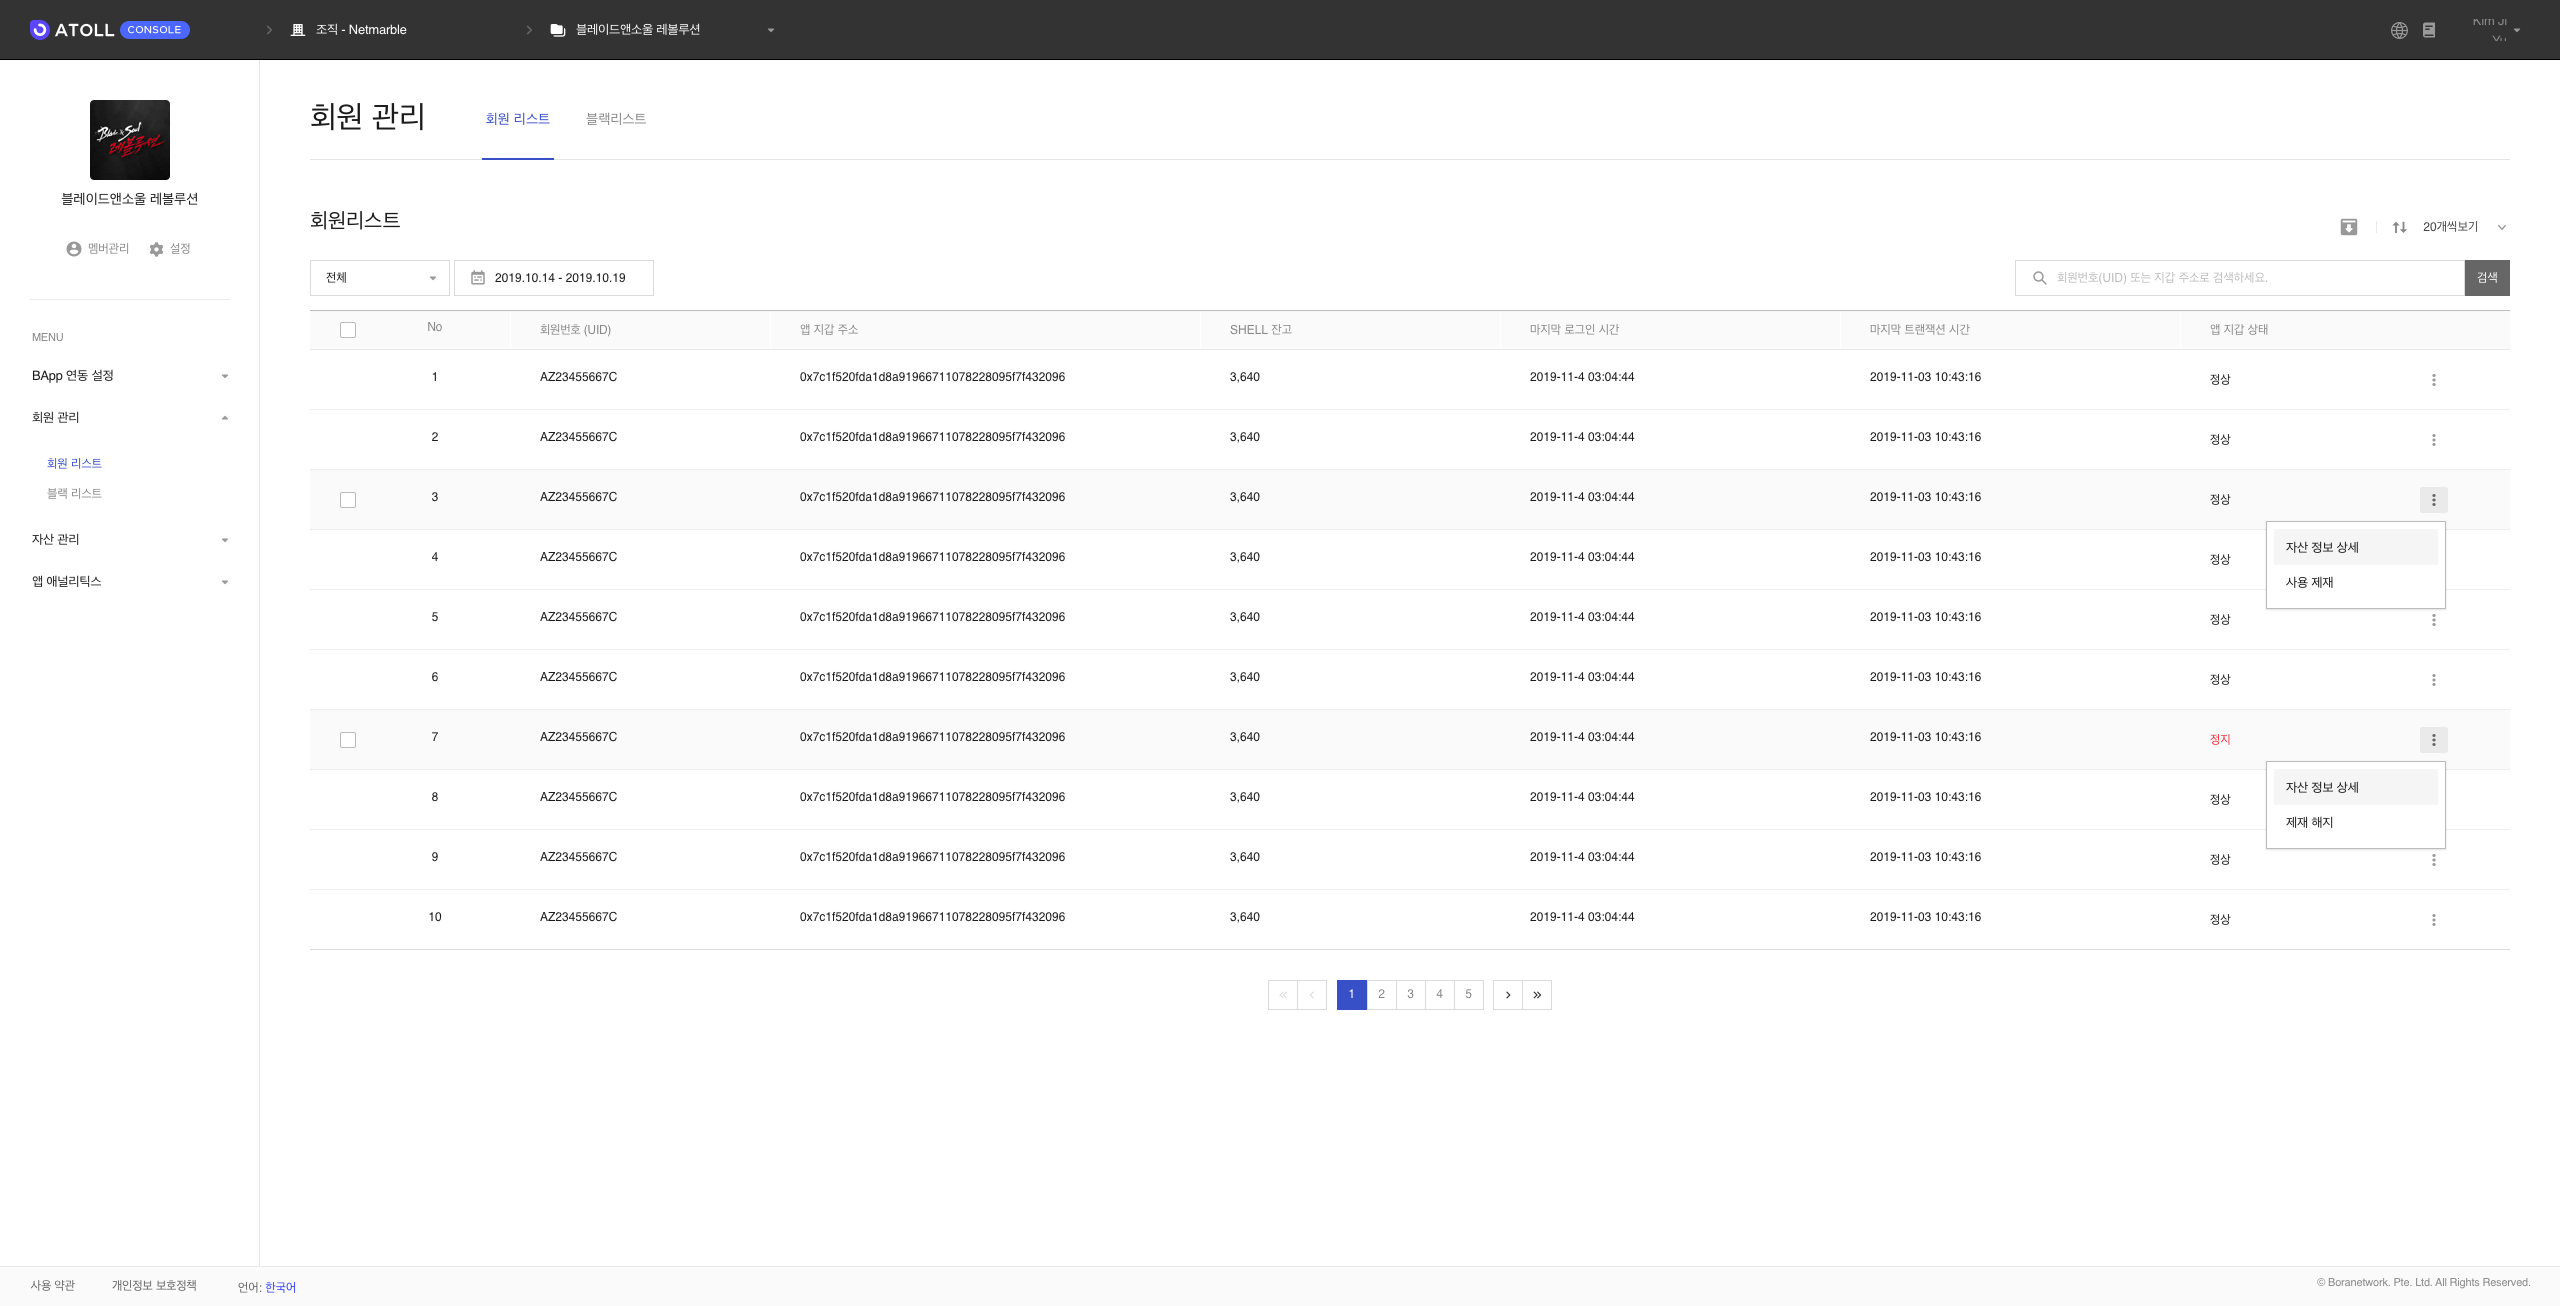 ATOLL CONSOLE 조직 - Netmarble 블레이드앤소울 레볼루션
Blade & Soul
레볼루션
블레이드앤소울 레볼루션
멤버관리 설정
MENU
BApp 연동 설정
회원 관리
회원 리스트
블랙 리스트
자산 관리
앱 애널리틱스
회원 관리 회원 리스트 블랙리스트
회원리스트
20개씩보기
전체 2019.10.14 - 2019.10.19 회원번호(UID) 또는 지갑 주소로 검색하세요. 검색
No 회원번호 (UID) 앱 지갑 주소 SHELL 잔고 마지막 로그인 시간 마지막 트랜잭션 시간 앱 지갑 상태
1 AZ23455667C 0x7c1f520fda1d8a91966711078228095f7f432096 3,640 2019-11-4 03:04:44 2019-11-03 10:43:16 정상
2 AZ23455667C 0x7c1f520fda1d8a91966711078228095f7f432096 3,640 2019-11-4 03:04:44 2019-11-03 10:43:16 정상
3 AZ23455667C 0x7c1f520fda1d8a91966711078228095f7f432096 3,640 2019-11-4 03:04:44 2019-11-03 10:43:16 정상
자산 정보 상세
사용 제재
4 AZ23455667C 0x7c1f520fda1d8a91966711078228095f7f432096 3,640 2019-11-4 03:04:44 2019-11-03 10:43:16 정상
5 AZ23455667C 0x7c1f520fda1d8a91966711078228095f7f432096 3,640 2019-11-4 03:04:44 2019-11-03 10:43:16 정상
6 AZ23455667C 0x7c1f520fda1d8a91966711078228095f7f432096 3,640 2019-11-4 03:04:44 2019-11-03 10:43:16 정상
7 AZ23455667C 0x7c1f520fda1d8a91966711078228095f7f432096 3,640 2019-11-4 03:04:44 2019-11-03 10:43:16 정지
자산 정보 상세
제재 해지
8 AZ23455667C 0x7c1f520fda1d8a91966711078228095f7f432096 3,640 2019-11-4 03:04:44 2019-11-03 10:43:16 정상
9 AZ23455667C 0x7c1f520fda1d8a91966711078228095f7f432096 3,640 2019-11-4 03:04:44 2019-11-03 10:43:16 정상
10 AZ23455667C 0x7c1f520fda1d8a91966711078228095f7f432096 3,640 2019-11-4 03:04:44 2019-11-03 10:43:16 정상
« ‹ 1 2 3 4 5 › »
사용 약관 개인정보 보호정책 언어: 한국어 © Boranetwork. Pte. Ltd. All Rights Reserved.